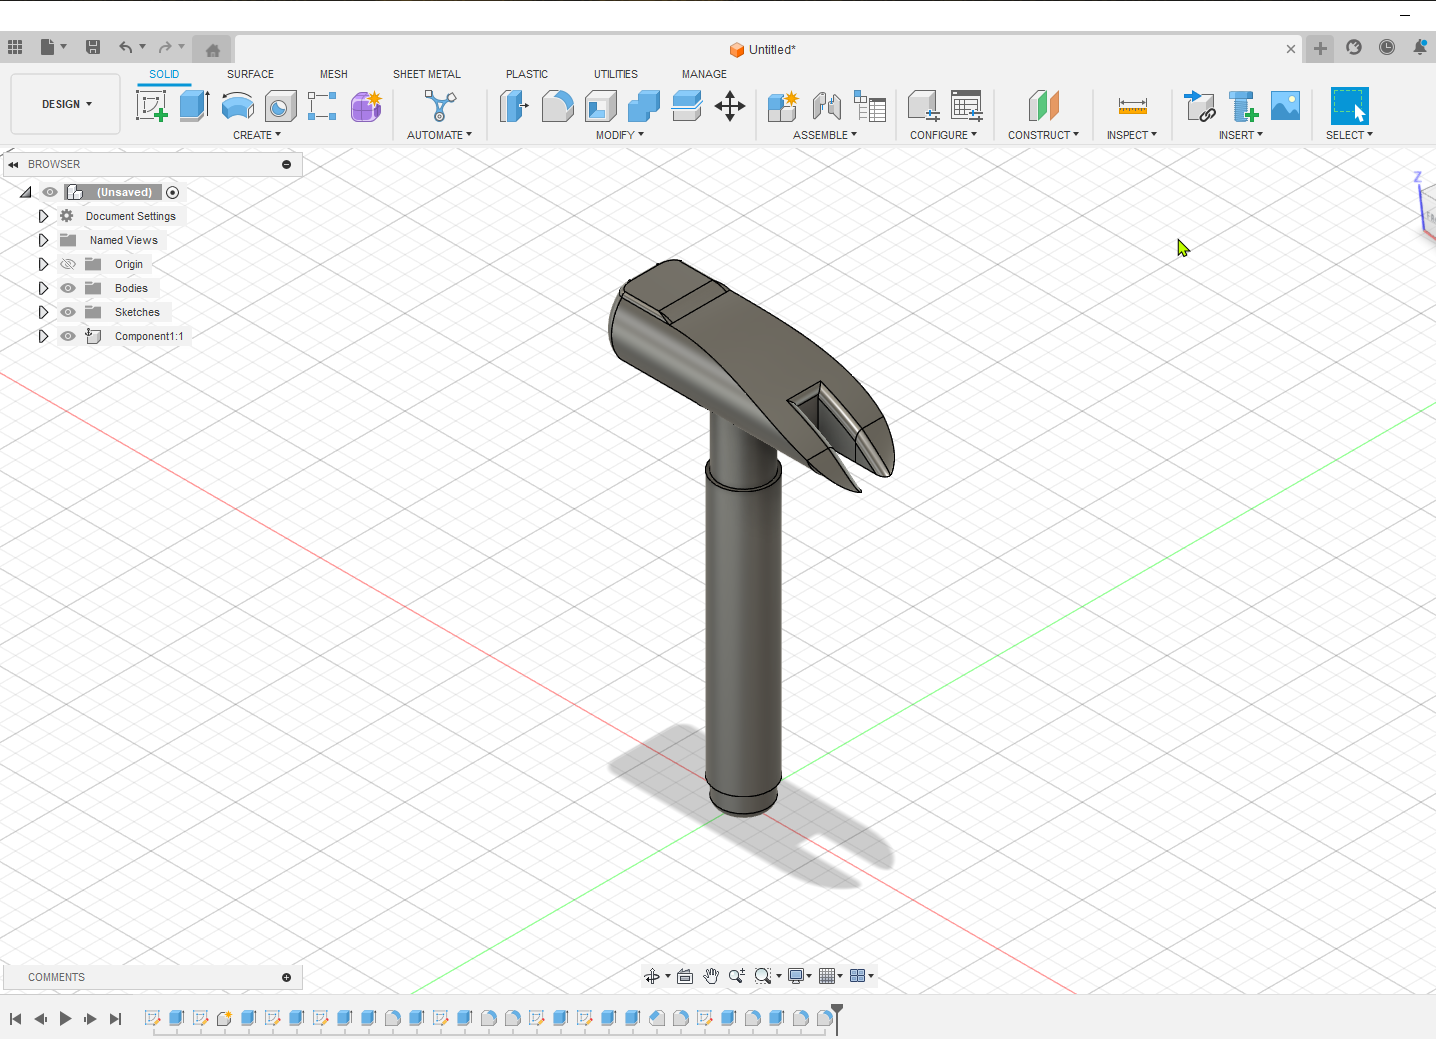 Untitled*
SOLID SURFACE MESH SHEET METAL PLASTIC UTILITIES MANAGE
DESIGN
CREATE AUTOMATE MODIFY ASSEMBLE CONFIGURE CONSTRUCT INSPECT INSERT SELECT
BROWSER
(Unsaved)
Document Settings
Named Views
Origin
Bodies
Sketches
Component1:1
Z
COMMENTS